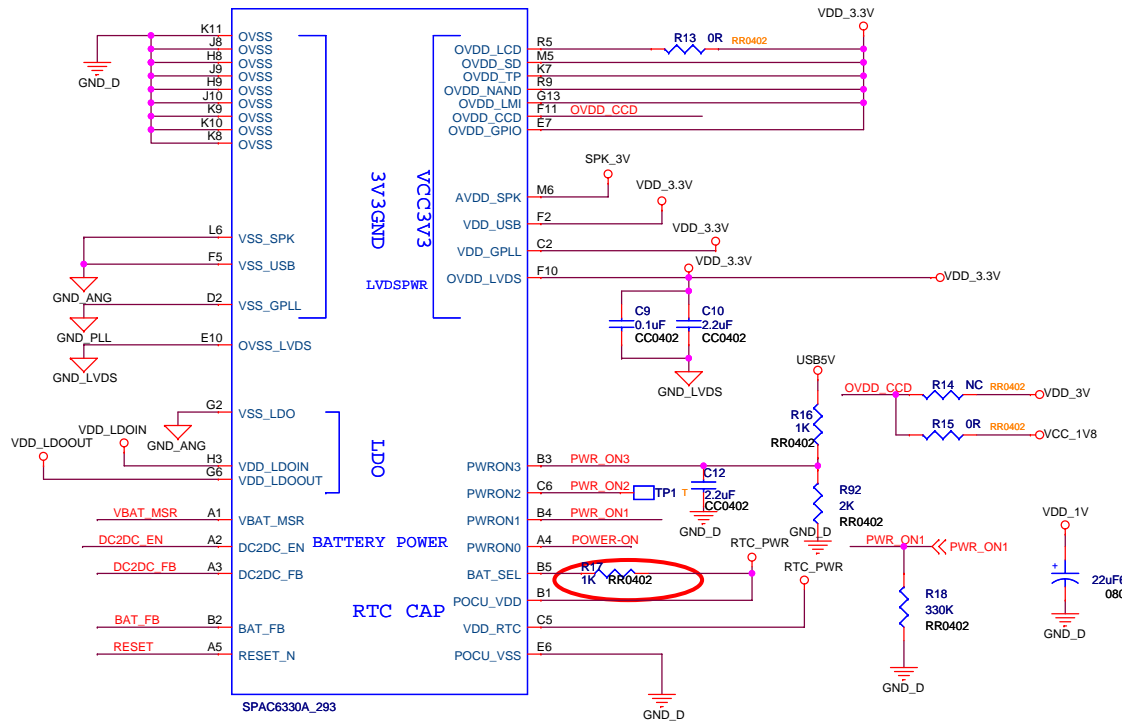 K11 OVSS
J8 OVSS
H8 OVSS
J9 OVSS
H9 OVSS
J10 OVSS
K9 OVSS
K10 OVSS
K8 OVSS
GND_D
3V3GND
VCC3V3
LVDSPWR
VDD_3.3V
OVDD_LCD R5 R13 0R RR0402
OVDD_SD M5
OVDD_TP K7
OVDD_NAND R9
OVDD_LMI G13
OVDD_CCD F11 OVDD_CCD
OVDD_GPIO E7
SPK_3V
AVDD_SPK M6
VDD_3.3V
VDD_USB F2
VDD_3.3V
VDD_GPLL C2
VDD_3.3V
OVDD_LVDS F10 VDD_3.3V
L6 VSS_SPK
F5 VSS_USB
GND_ANG
D2 VSS_GPLL
GND_PLL
E10 OVSS_LVDS
GND_LVDS
C9
0.1uF
CC0402
C10
2.2uF
CC0402
GND_LVDS
G2 VSS_LDO
GND_ANG
LDO
VDD_LDOIN
VDD_LDOOUT
H3 VDD_LDOIN
G6 VDD_LDOOUT
VBAT_MSR A1 VBAT_MSR
DC2DC_EN A2 DC2DC_EN
DC2DC_FB A3 DC2DC_FB
BAT_FB B2 BAT_FB
RESET A5 RESET_N
BATTERY POWER
RTC CAP
USB5V
R16
1K
RR0402
PWRON3 B3 PWR_ON3
C12
2.2uF
CC0402
GND_D
R92
2K
RR0402
GND_D
PWRON2 C6 PWR_ON2 TP1 T
PWRON1 B4 PWR_ON1
PWRON0 A4 POWER-ON
BAT_SEL B5 R17
1K RR0402
RTC_PWR
POCU_VDD B1
RTC_PWR
VDD_RTC C5
POCU_VSS E6
GND_D
OVDD_CCD R14 NC RR0402 VDD_3V
R15 0R RR0402 VCC_1V8
PWR_ON1 PWR_ON1
R18
330K
RR0402
GND_D
VDD_1V
+
22uF6
080
GND_D
SPAC6330A_293